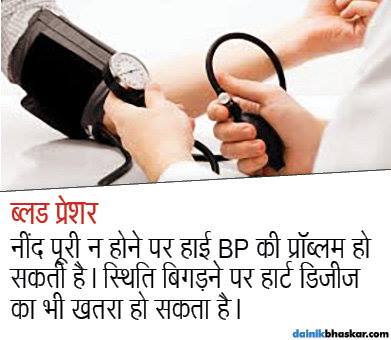 ब्लड प्रेशर
नींद पूरी न होने पर हाई BP की प्रॉब्लम हो
सकती है। स्थिति बिगड़ने पर हार्ट डिजीज
का भी खतरा हो सकता है।
dainikbhaskar.com